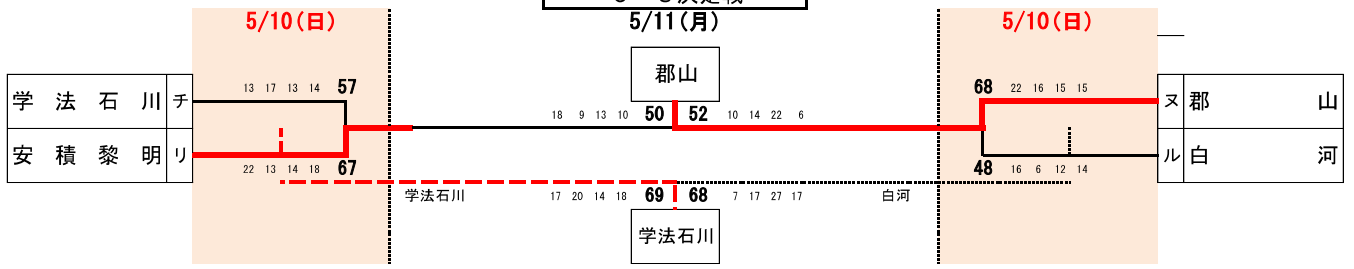 5/10(日)
5/11(月)
5/10(日)
郡山
学法石川 チ
13 17 13 14 57
18 9 13 10 50
52 10 14 22 6
68 22 16 15 15
ヌ 郡山
安積黎明 リ
22 13 14 18 67
48 16 6 12 14
ル 白河
学法石川
17 20 14 18 69
68 7 17 27 17
白河
学法石川